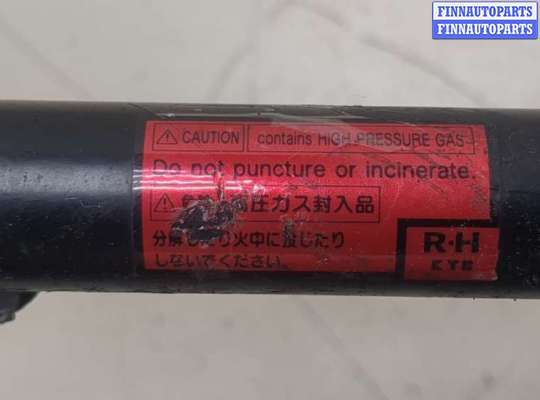 FINNAUTOPARTS
FINNAUTOPARTS
⚠ CAUTION contains HIGH PRESSURE GAS
Do not puncture or incinerate.
⚠ 圧ガス封入品
分解 り火中に投じたり
しないでください。
R・H
KYB